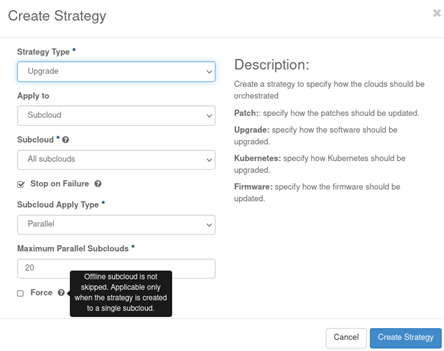 Create Strategy
×
Strategy Type *
Upgrade
Apply to
Subcloud
Subcloud * ?
All subclouds
Stop on Failure ?
Subcloud Apply Type *
Parallel
Maximum Parallel Subclouds *
20
Force ?
Offline subcloud is not
skipped. Applicable only
when the strategy is created
to a single subcloud.
Description:
Create a strategy to specify how the clouds should be
orchestrated
Patch:: specify how the patches should be updated.
Upgrade: specify how the software should be
upgraded.
Kubernetes: specify how Kubernetes should be
upgraded.
Firmware: specify how the firmware should be
updated.
Cancel
Create Strategy